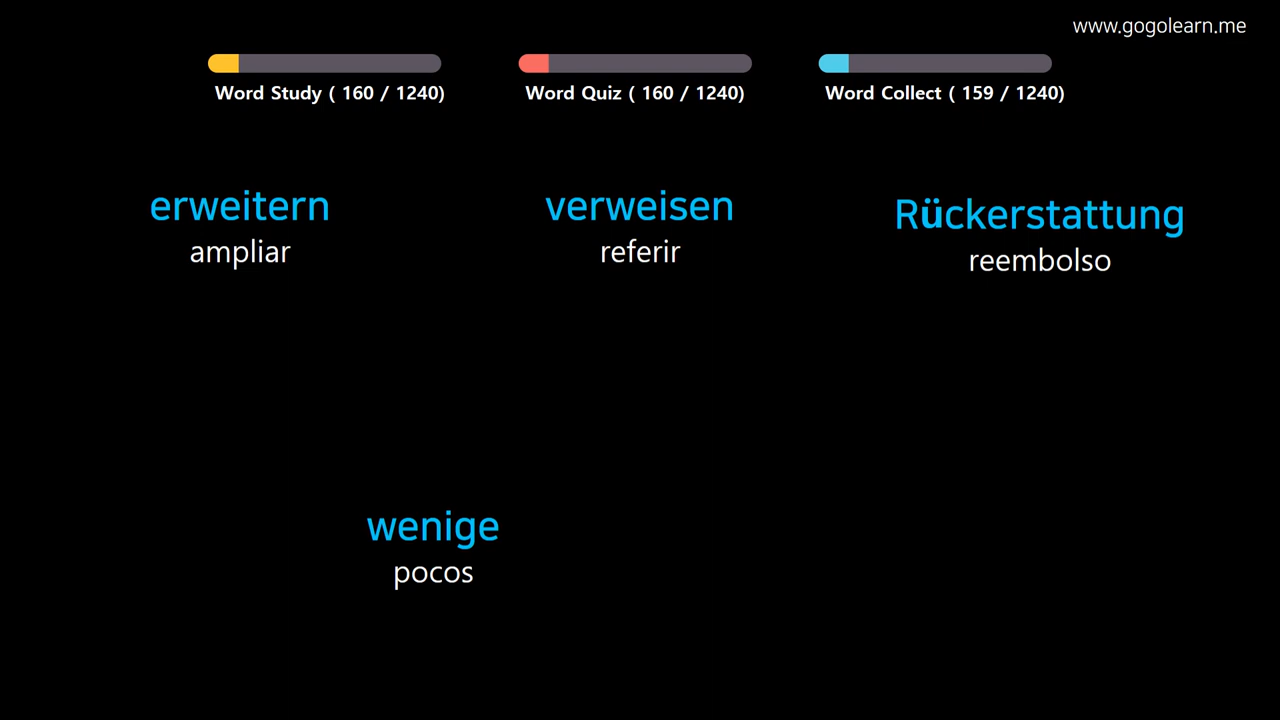 www.gogolearn.me
Word Study ( 160 / 1240)
Word Quiz ( 160 / 1240)
Word Collect ( 159 / 1240)
erweitern
ampliar
verweisen
referir
Rückerstattung
reembolso
wenige
pocos